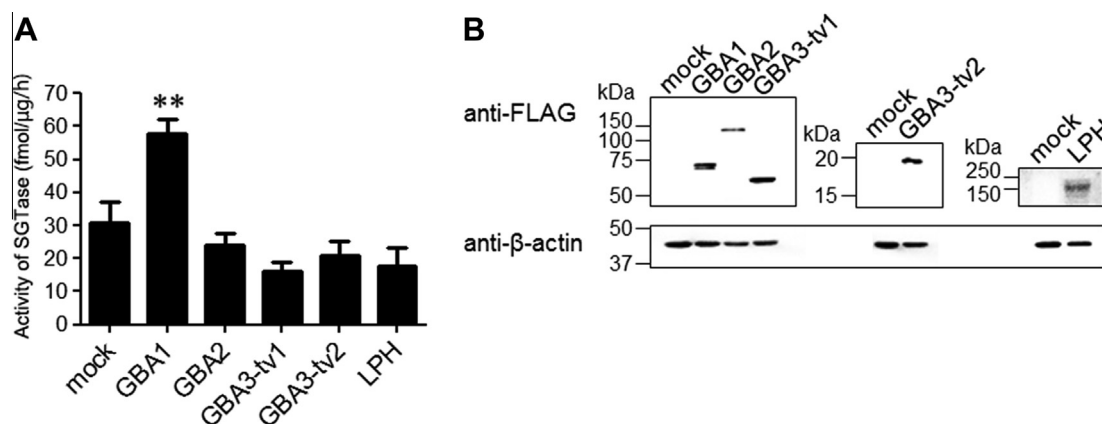 A
Activity of SGTase (fmol/μg/h)
70
60
50
40
30
20
10
0
**
mock
GBA1
GBA2
GBA3-tv1
GBA3-tv2
LPH
B
anti-FLAG
kDa
150
100
75
50
mock
GBA1
GBA2
GBA3-tv1
kDa
20
15
mock
GBA3-tv2
kDa
250
150
mock
LPH
anti-β-actin
50
37